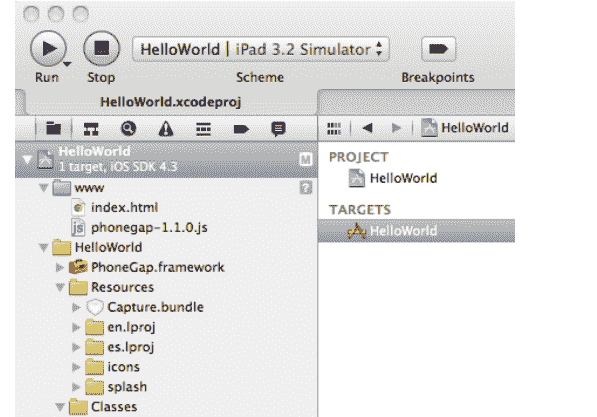 HelloWorld | iPad 3.2 Simulator
Run Stop Scheme Breakpoints
HelloWorld.xcodeproj
HelloWorld
HelloWorld
1 target, iOS SDK 4.3
M
PROJECT
HelloWorld
www
?
index.html
phonegap-1.1.0.js
HelloWorld
PhoneGap.framework
Resources
Capture.bundle
en.lproj
es.lproj
icons
splash
Classes
TARGETS
HelloWorld